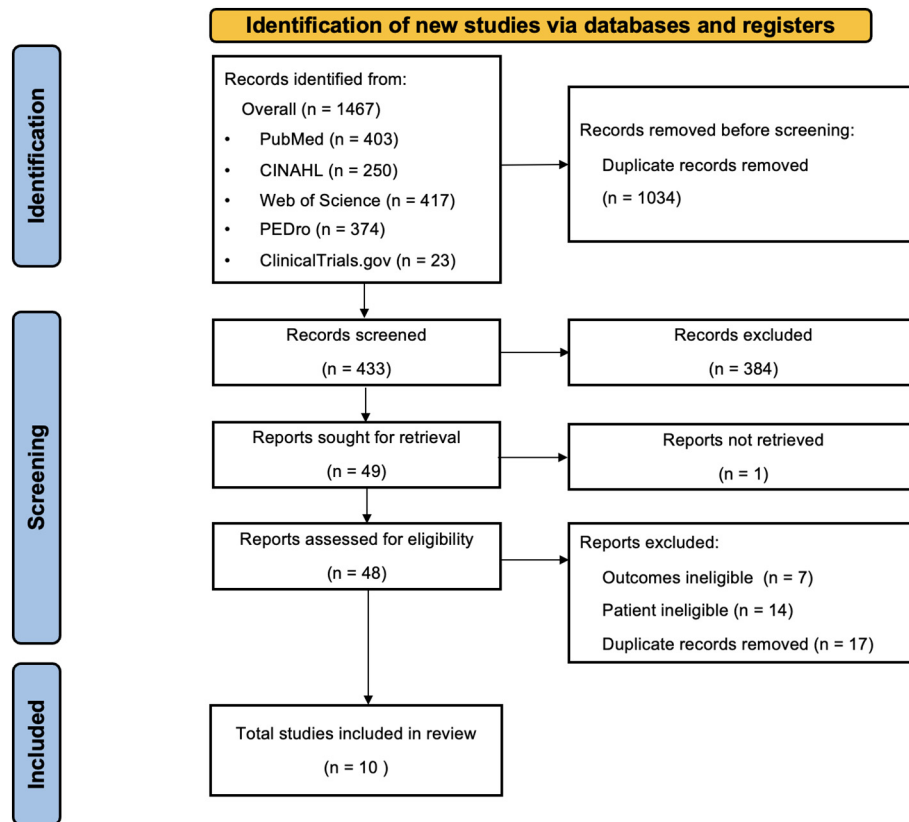 Identification of new studies via databases and registers
Identification
Records identified from:
Overall (n = 1467)
• PubMed (n = 403)
• CINAHL (n = 250)
• Web of Science (n = 417)
• PEDro (n = 374)
• ClinicalTrials.gov (n = 23)
Records removed before screening:
Duplicate records removed
(n = 1034)
Screening
Records screened
(n = 433)
Records excluded
(n = 384)
Reports sought for retrieval
(n = 49)
Reports not retrieved
(n = 1)
Reports assessed for eligibility
(n = 48)
Reports excluded:
Outcomes ineligible (n = 7)
Patient ineligible (n = 14)
Duplicate records removed (n = 17)
Included
Total studies included in review
(n = 10 )